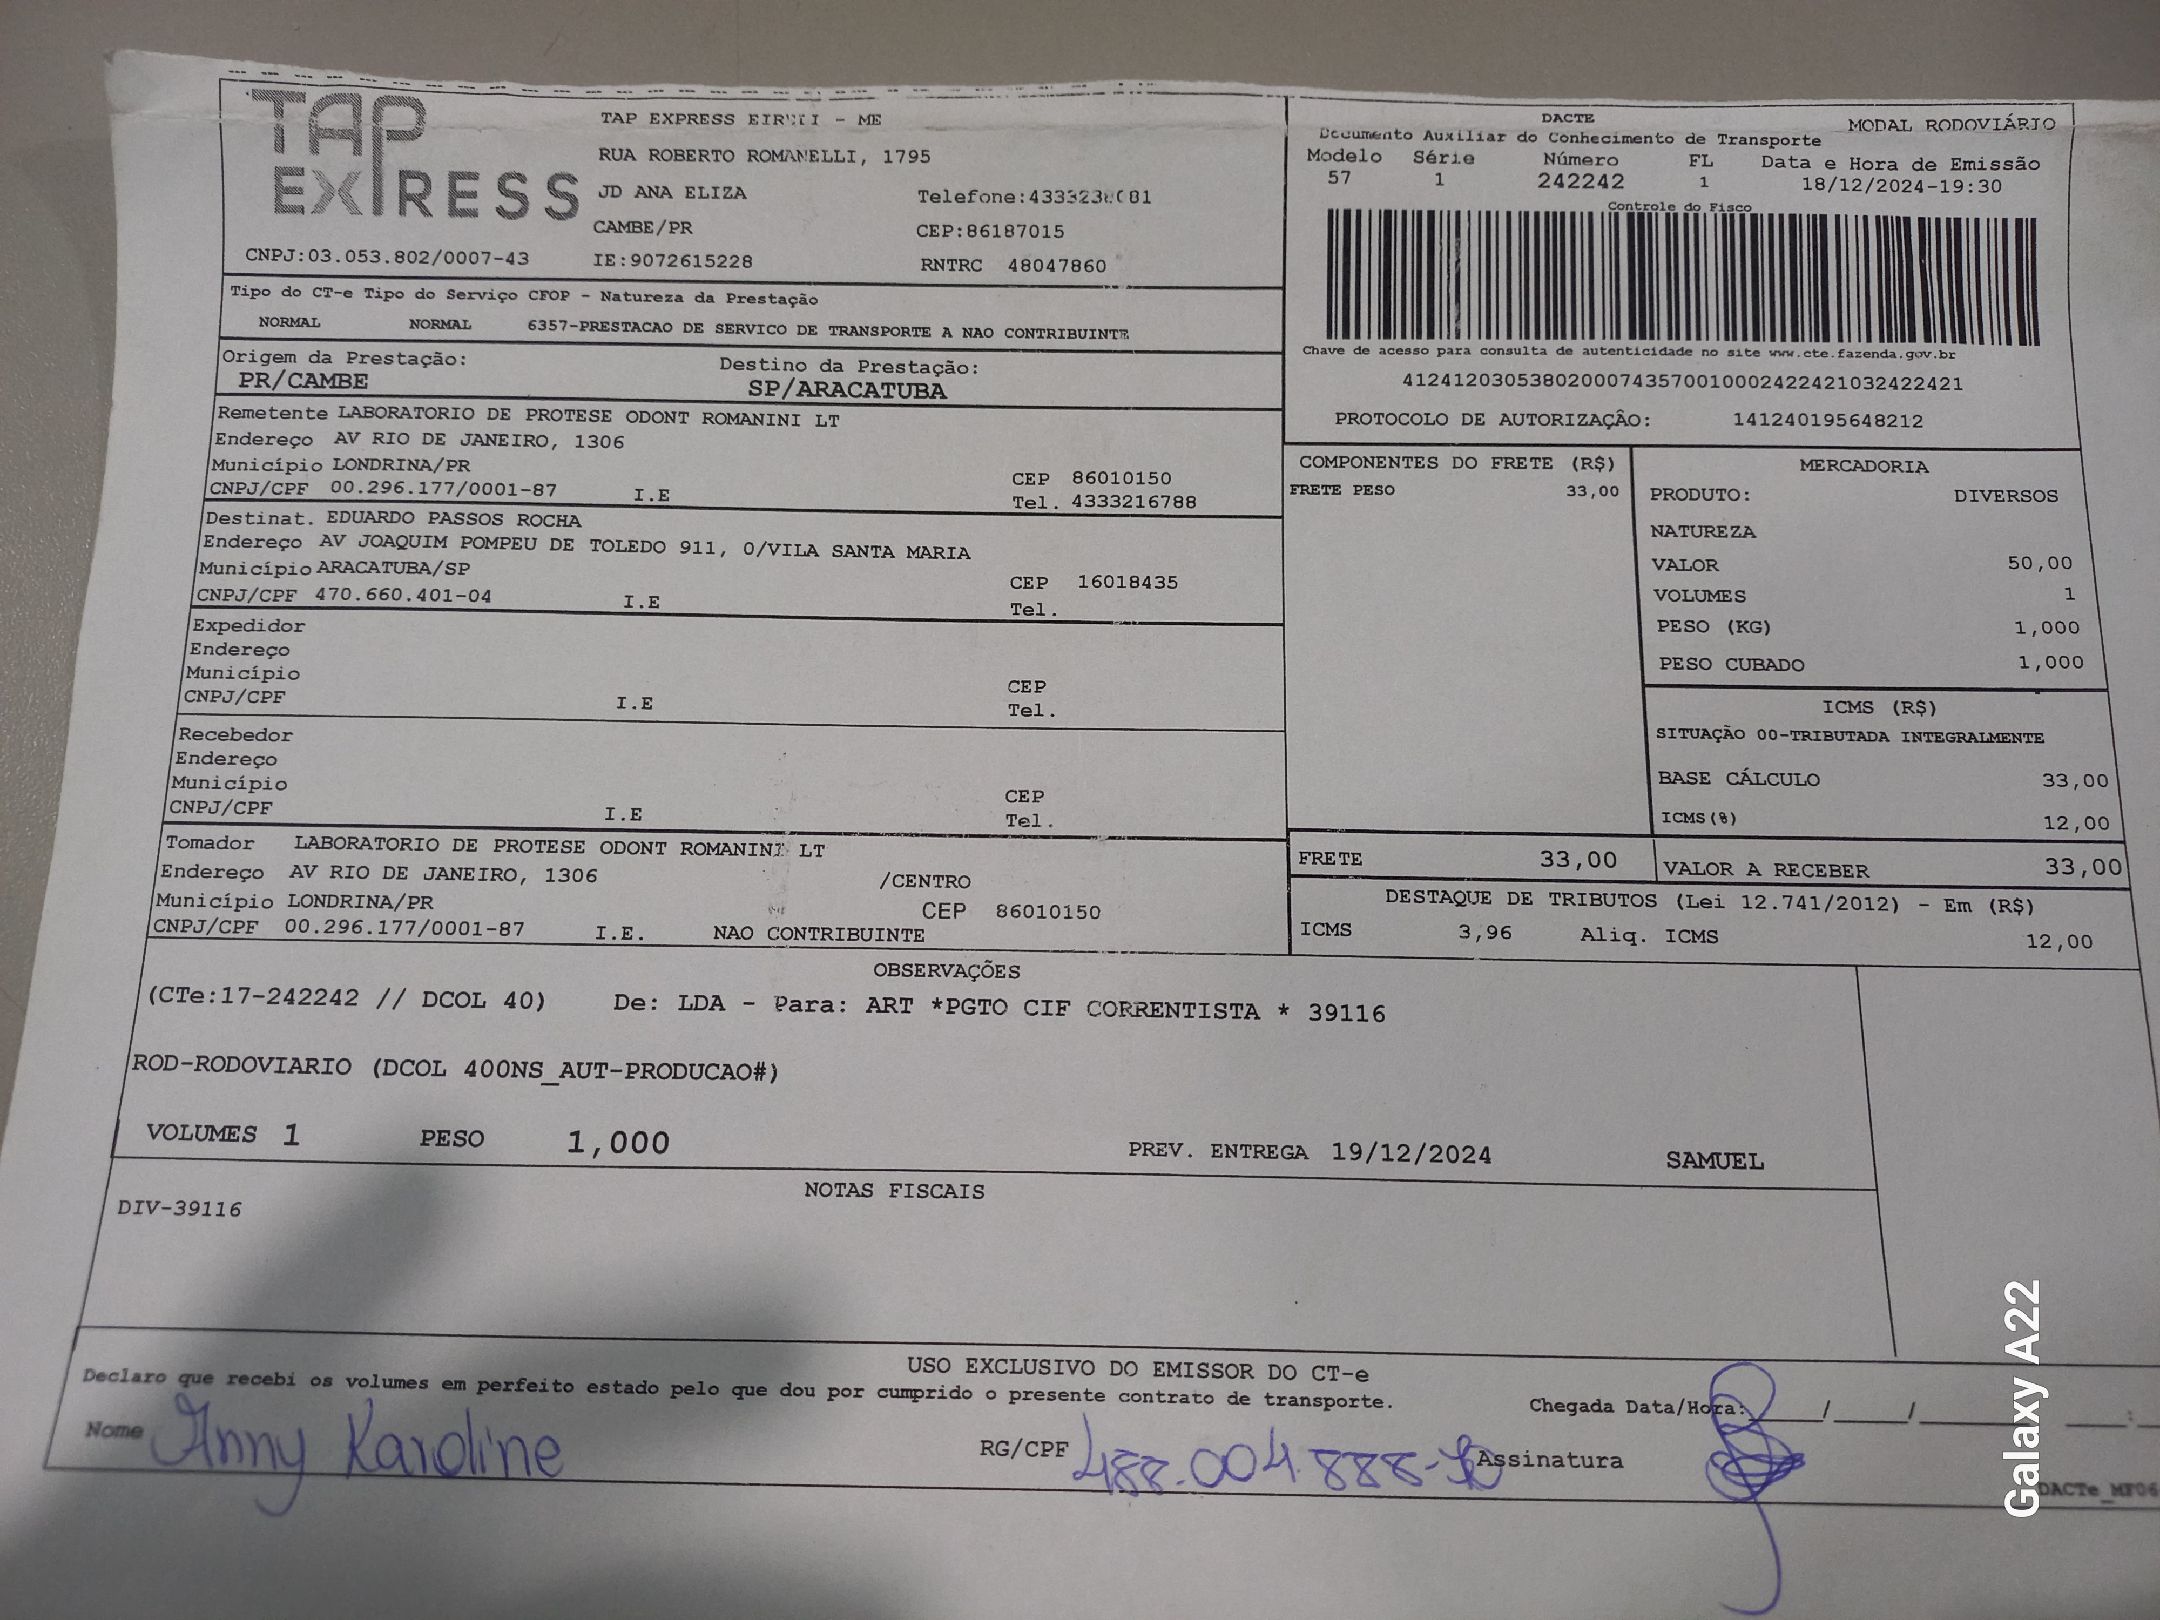 TAP
EXPRESS
TAP EXPRESS EIRELI - ME
RUA ROBERTO ROMANELLI, 1795
JD ANA ELIZA
CAMBE/PR
CEP:86187015
CNPJ:03.053.802/0007-43
IE:9072615228
RNTRC 48047860
DACTE
MODAL RODOVIÁRIO
Documento Auxiliar do Conhecimento de Transporte
Modelo Série Número FL Data e Hora de Emissão
57 1 242242 1 18/12/2024-19:30
Controle do Fisco
Chave de acesso para consulta de autenticidade no site www.cte.fazenda.gov.br
41241203053802000743570010002422421032422421
PROTOCOLO DE AUTORIZAÇÃO: 141240195648212
Tipo do CT-e Tipo do Serviço CFOP - Natureza da Prestação
NORMAL NORMAL 6357-PRESTACAO DE SERVICO DE TRANSPORTE A NAO CONTRIBUINTE
Origem da Prestação: Destino da Prestação:
PR/CAMBE SP/ARACATUBA
Remetente LABORATORIO DE PROTESE ODONT ROMANINI LT
Endereço AV RIO DE JANEIRO, 1306
Município LONDRINA/PR CEP 86010150
CNPJ/CPF 00.296.177/0001-87 I.E Tel. 4333216788
Destinat. EDUARDO PASSOS ROCHA
Endereço AV JOAQUIM POMPEU DE TOLEDO 911, 0/VILA SANTA MARIA
Município ARACATUBA/SP CEP 16018435
CNPJ/CPF 470.660.401-04 I.E Tel.
Expedidor
Endereço
Município CEP
CNPJ/CPF I.E Tel.
Recebedor
Endereço
Município CEP
CNPJ/CPF I.E Tel.
Tomador LABORATORIO DE PROTESE ODONT ROMANINI LT
Endereço AV RIO DE JANEIRO, 1306 /CENTRO
Município LONDRINA/PR CEP 86010150
CNPJ/CPF 00.296.177/0001-87 I.E. NAO CONTRIBUINTE
COMPONENTES DO FRETE (R$)
FRETE PESO 33,00
MERCADORIA
PRODUTO: DIVERSOS
NATUREZA
VALOR 50,00
VOLUMES 1
PESO (KG) 1,000
PESO CUBADO 1,000
ICMS (R$)
SITUAÇÃO 00-TRIBUTADA INTEGRALMENTE
BASE CÁLCULO 33,00
ICMS(%) 12,00
FRETE 33,00 VALOR A RECEBER 33,00
DESTAQUE DE TRIBUTOS (Lei 12.741/2012) - Em (R$)
ICMS 3,96 Aliq. ICMS 12,00
OBSERVAÇÕES
(CTe:17-242242 // DCOL 40) De: LDA - Para: ART *PGTO CIF CORRENTISTA * 39116
ROD-RODOVIARIO (DCOL 400NS_AUT-PRODUCAO#)
VOLUMES 1 PESO 1,000 PREV. ENTREGA 19/12/2024 SAMUEL
NOTAS FISCAIS
DIV-39116
USO EXCLUSIVO DO EMISSOR DO CT-e
Declaro que recebi os volumes em perfeito estado pelo que dou por cumprido o presente contrato de transporte.
Chegada Data/Hora:____/____/____ ____:
Nome Anny Karoline RG/CPF 488.004.888- Assinatura
Galaxy A22